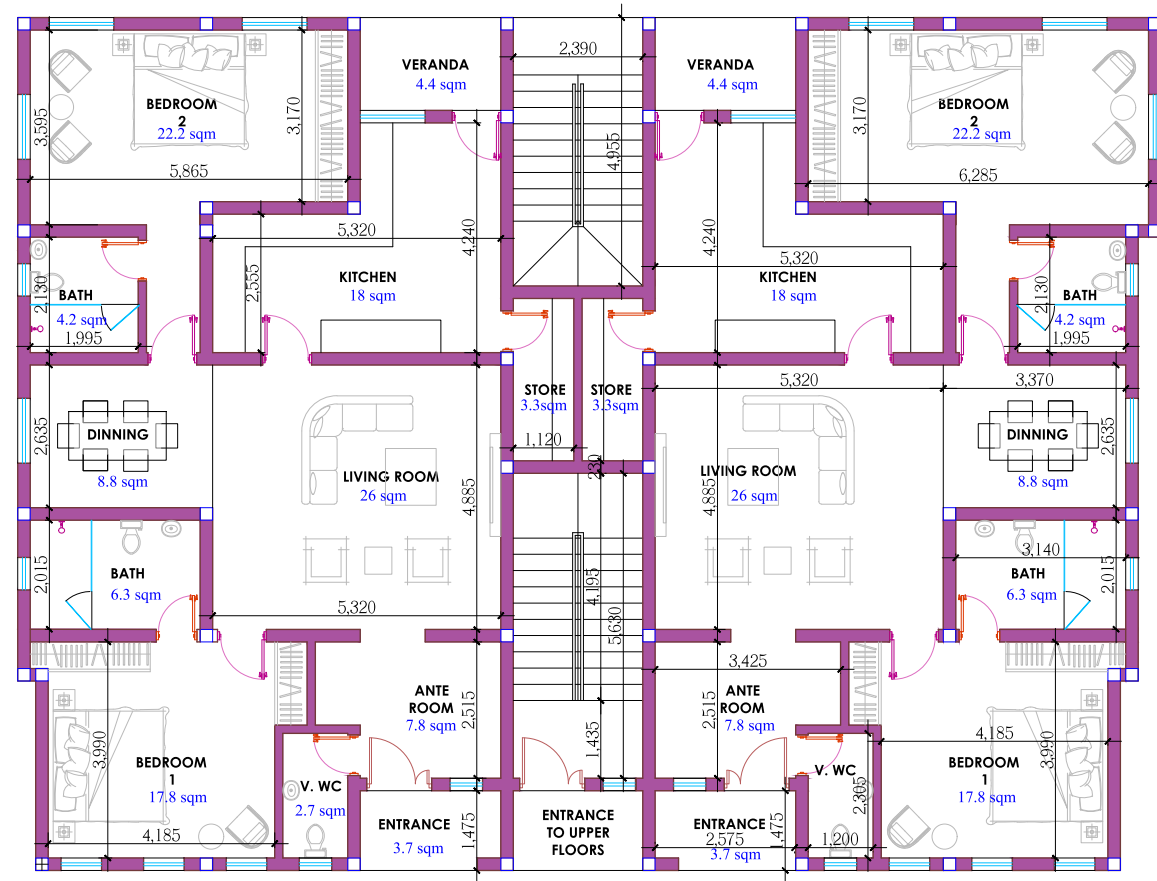 2,390
VERANDA
4.4 sqm
VERANDA
4.4 sqm
BEDROOM
2
22.2 sqm
3,595
3,170
5,865
4,955
BEDROOM
2
22.2 sqm
3,170
6,285
5,320
4,240
2,555
KITCHEN
18 sqm
4,240
5,320
KITCHEN
18 sqm
2,130
BATH
4.2 sqm
1,995
2,130
BATH
4.2 sqm
1,995
STORE
3.3sqm
STORE
3.3sqm
1,120
230
5,320
3,370
2,635
DINNING
8.8 sqm
LIVING ROOM
26 sqm
4,885
LIVING ROOM
26 sqm
4,885
DINNING
8.8 sqm
2,635
2,015
BATH
6.3 sqm
5,320
4,195
5,630
3,140
BATH
6.3 sqm
2,015
3,425
ANTE
ROOM
7.8 sqm
2,515
ANTE
ROOM
7.8 sqm
2,515
1,435
3,990
BEDROOM
1
17.8 sqm
4,185
V. WC
2.7 sqm
4,185
3,990
BEDROOM
1
17.8 sqm
V. WC
2,305
1,200
ENTRANCE
3.7 sqm
1,475
ENTRANCE
TO UPPER
FLOORS
ENTRANCE
2,575
3.7 sqm
1,475